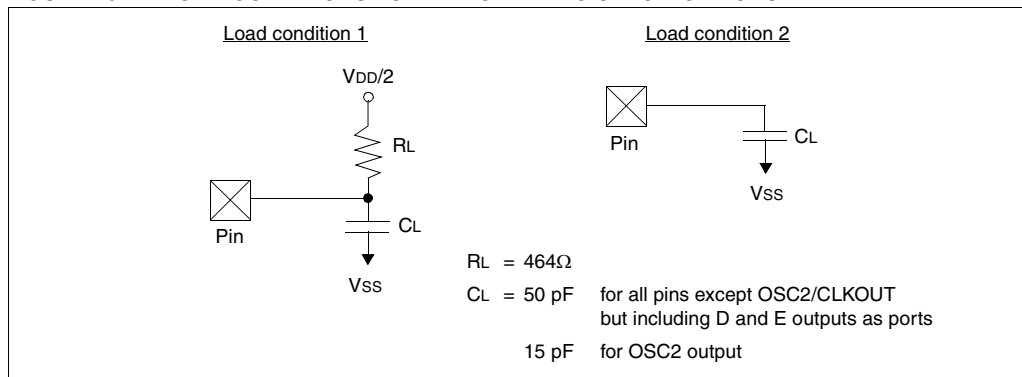 Load condition 1
Load condition 2
VDD/2
RL
Pin
CL
VSS
Pin
CL
VSS
RL = 464Ω
CL = 50 pF for all pins except OSC2/CLKOUT
but including D and E outputs as ports
15 pF for OSC2 output